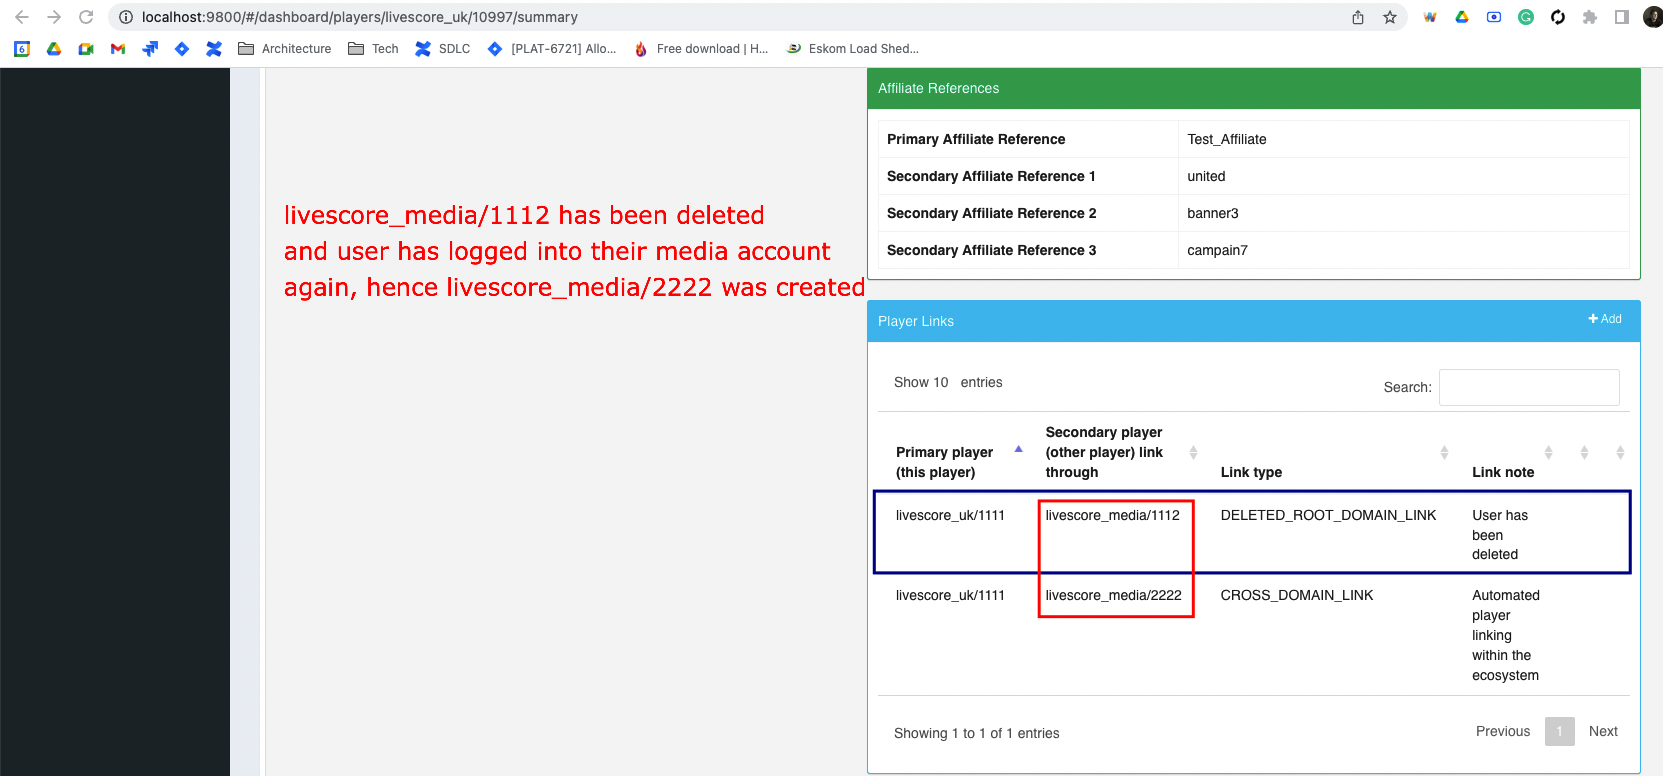 localhost:9800/#/dashboard/players/livescore_uk/10997/summary
6 Architecture Tech SDLC [PLAT-6721] Allo... Free download | H... Eskom Load Shed...
Affiliate References
Primary Affiliate Reference Test_Affiliate
Secondary Affiliate Reference 1 united
Secondary Affiliate Reference 2 banner3
Secondary Affiliate Reference 3 campain7
livescore_media/1112 has been deleted
and user has logged into their media account
again, hence livescore_media/2222 was created
Player Links + Add
Show 10 entries Search:
Primary player
(this player)
Secondary player
(other player) link
through
Link type
Link note
livescore_uk/1111 livescore_media/1112 DELETED_ROOT_DOMAIN_LINK User has
been
deleted
livescore_uk/1111 livescore_media/2222 CROSS_DOMAIN_LINK Automated
player
linking
within the
ecosystem
Showing 1 to 1 of 1 entries Previous 1 Next